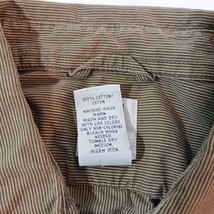 100% COTTON/
COTON
MACHINE WASH
WARM
WASH AND DRY
WITH LIKE COLORS
ONLY NON-CHLORINE
BLEACH WHEN
NEEDED
TUMBLE DRY
MEDIUM
WARM IRON.